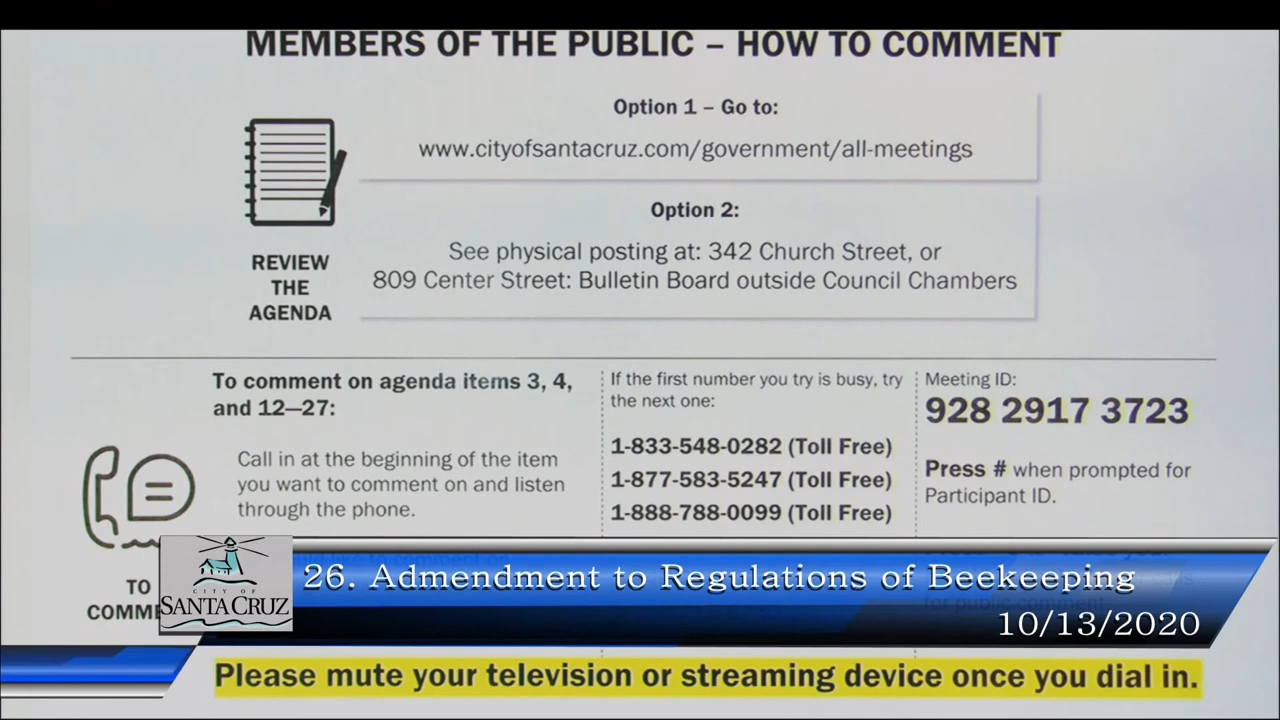 MEMBERS OF THE PUBLIC – HOW TO COMMENT
Option 1 – Go to:
www.cityofsantacruz.com/government/all-meetings
Option 2:
See physical posting at: 342 Church Street, or
809 Center Street: Bulletin Board outside Council Chambers
REVIEW
THE
AGENDA
To comment on agenda items 3, 4,
and 12—27:
Call in at the beginning of the item
you want to comment on and listen
through the phone.
If the first number you try is busy, try
the next one:
1-833-548-0282 (Toll Free)
1-877-583-5247 (Toll Free)
1-888-788-0099 (Toll Free)
Meeting ID:
928 2917 3723
Press # when prompted for
Participant ID.
TO
CITY OF
SANTA CRUZ
26. Admendment to Regulations of Beekeeping
10/13/2020
for public comment
Please mute your television or streaming device once you dial in.